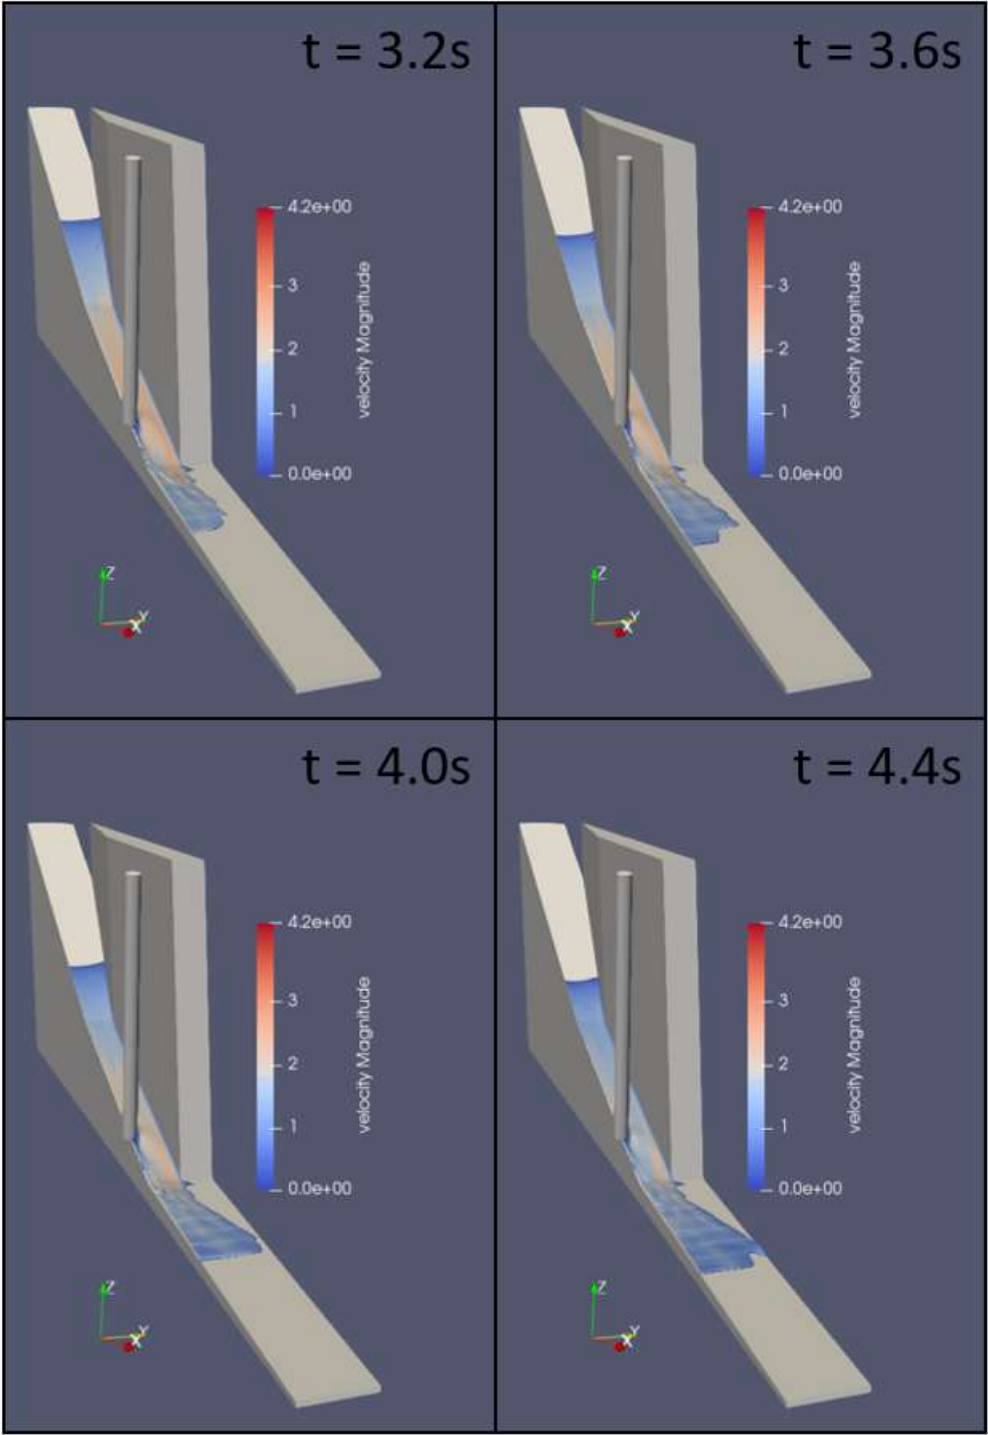 t = 3.2s
4.2e+00
3
2
1
0.0e+00
velocity Magnitude
Z
Y
X
t = 3.6s
4.2e+00
3
2
1
0.0e+00
velocity Magnitude
Z
Y
X
t = 4.0s
4.2e+00
3
2
1
0.0e+00
velocity Magnitude
Z
Y
X
t = 4.4s
4.2e+00
3
2
1
0.0e+00
velocity Magnitude
Z
Y
X